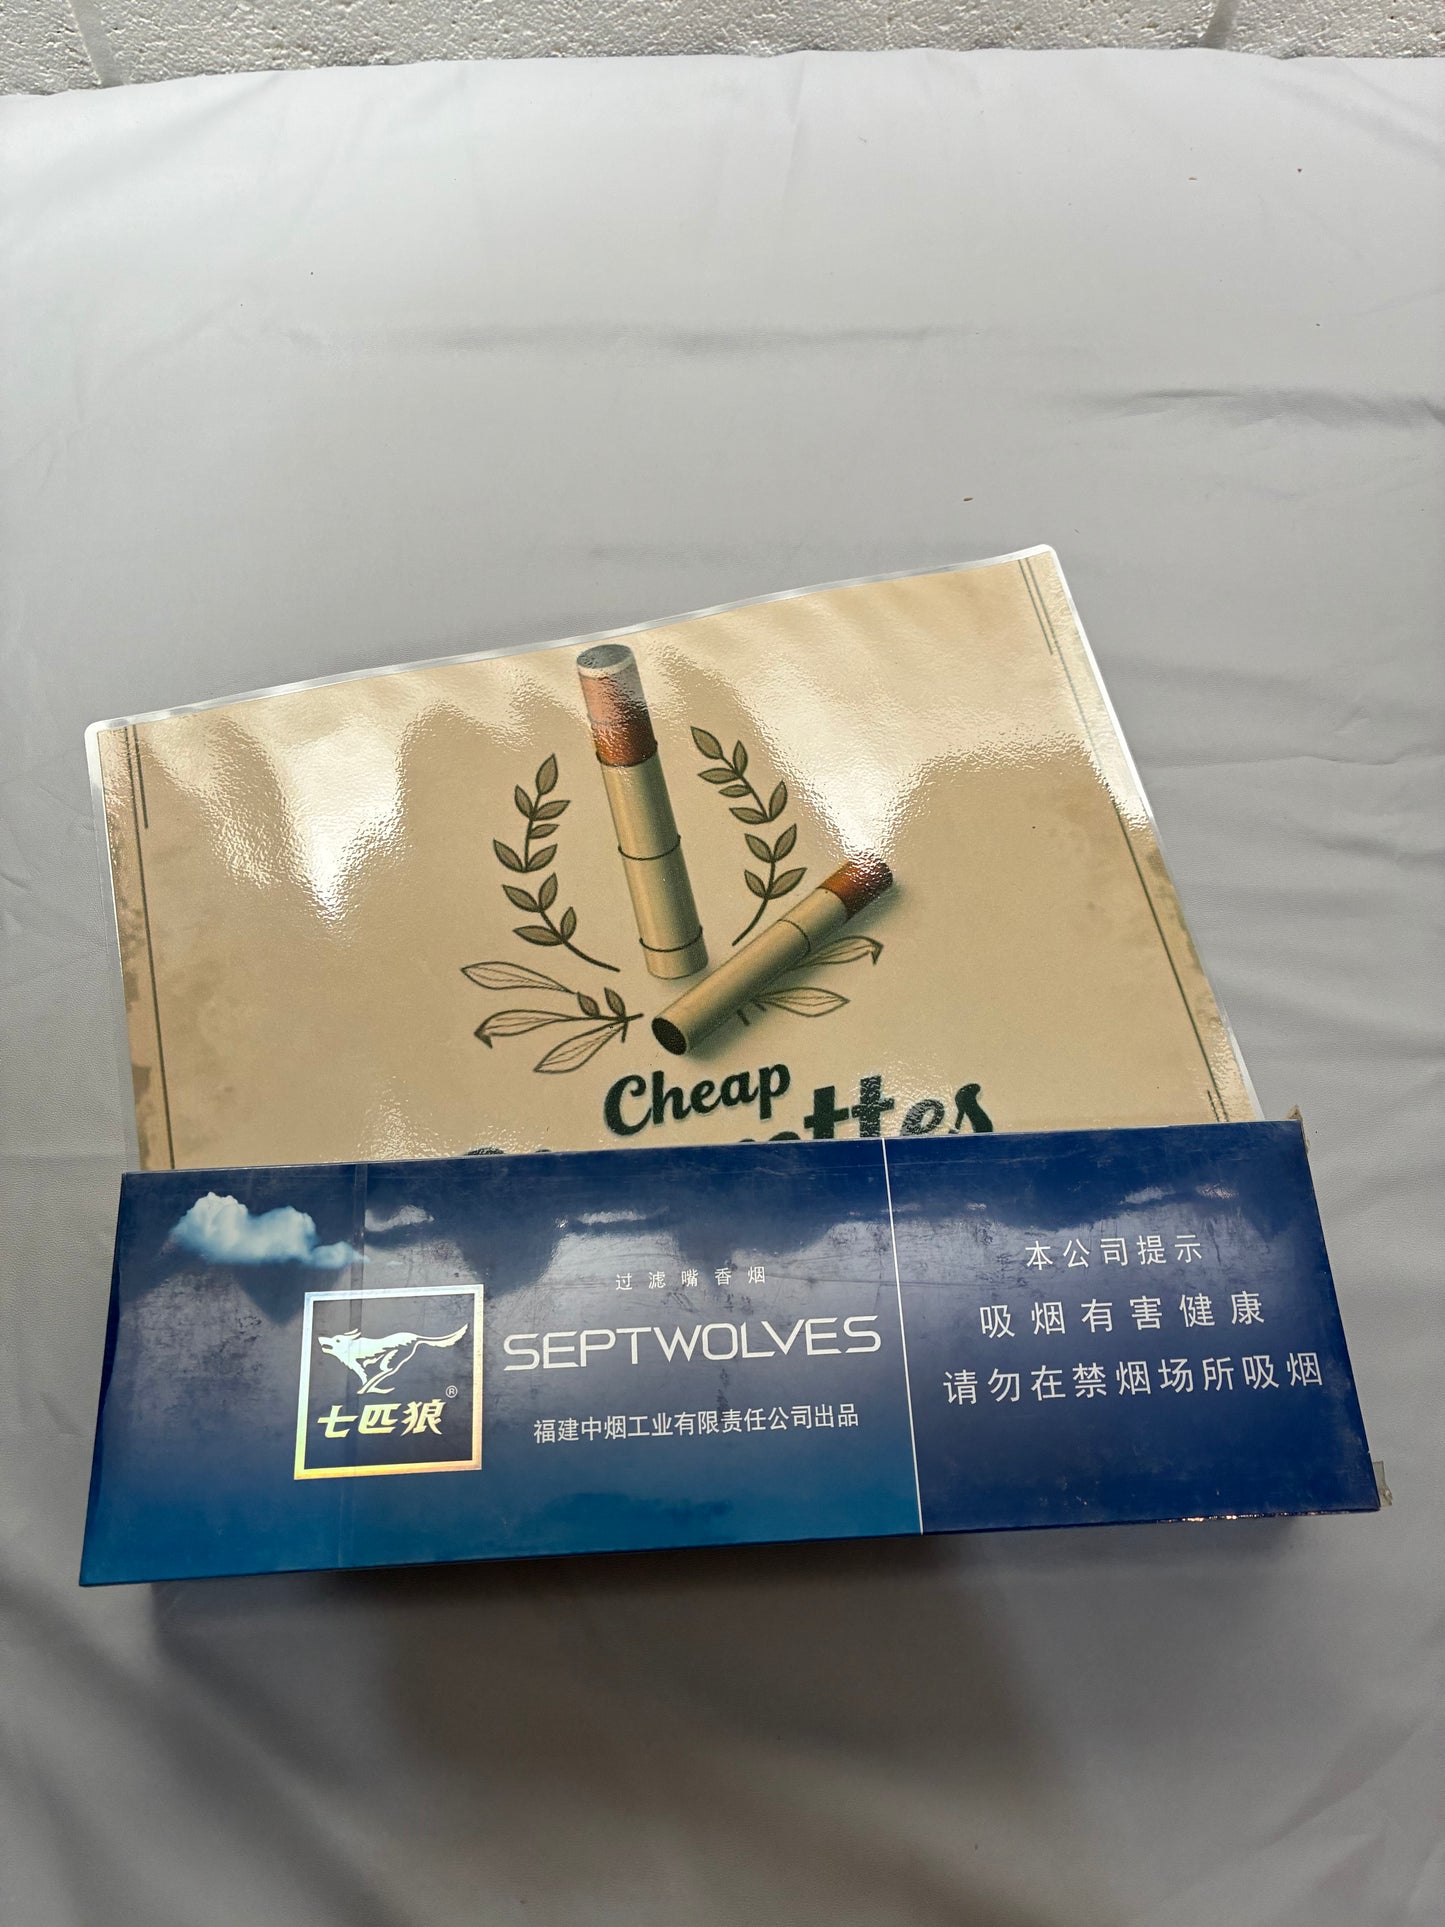 Cheap
过滤嘴香烟
SEPTWOLVES
七匹狼®
福建中烟工业有限责任公司出品
本公司提示
吸烟有害健康
请勿在禁烟场所吸烟